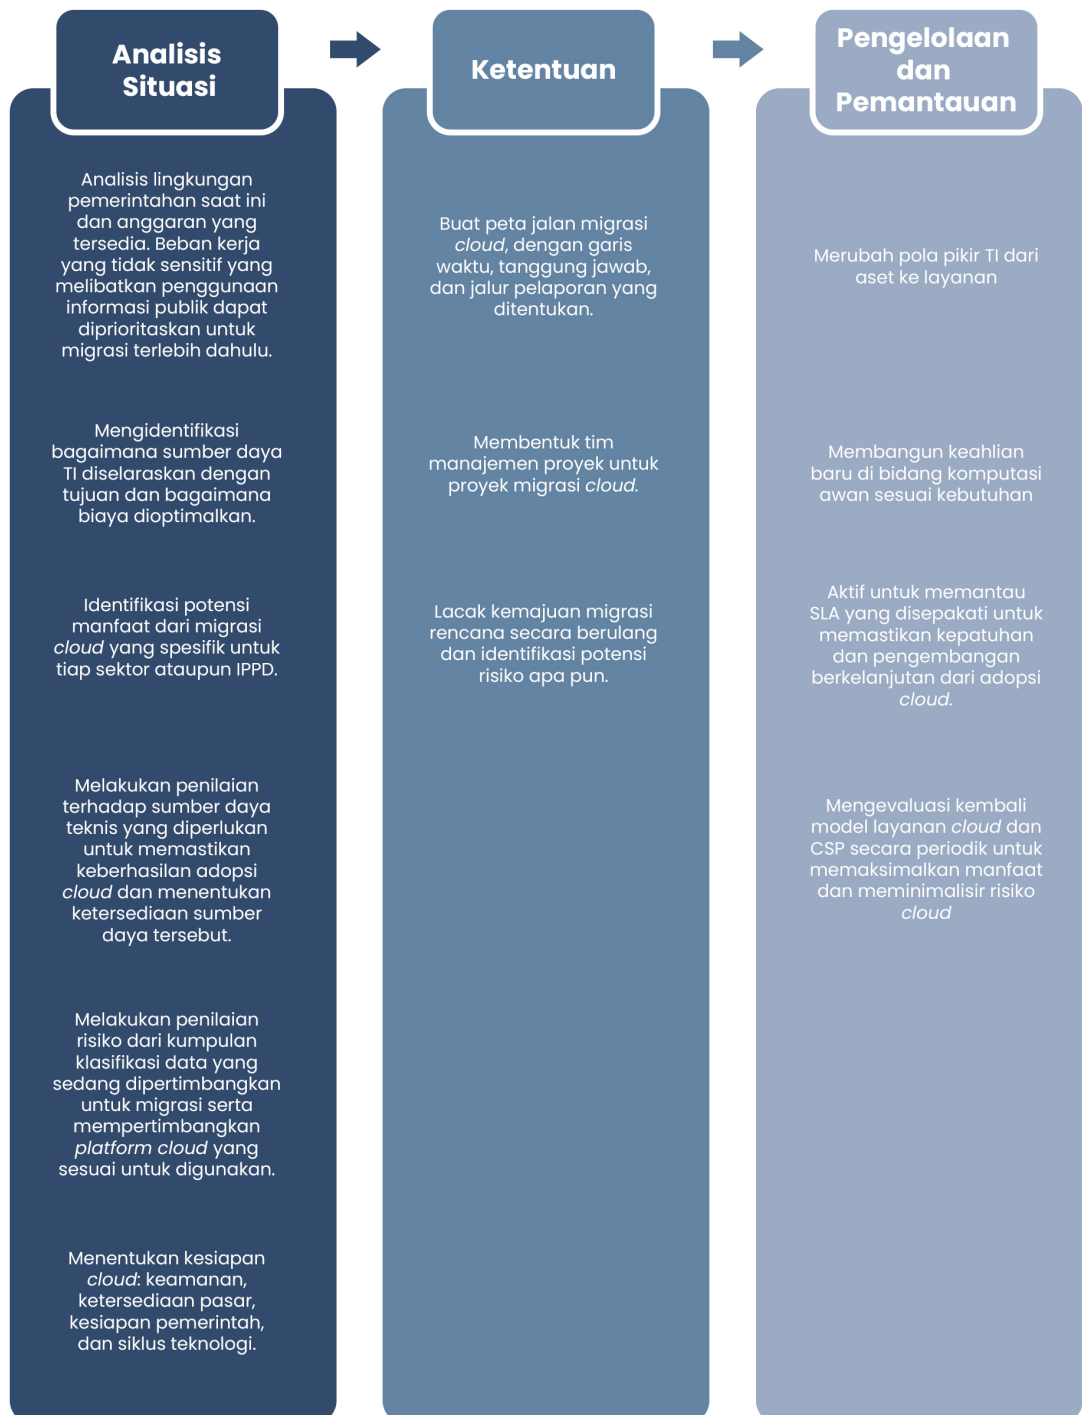 Analisis
Situasi
Analisis lingkungan
pemerintahan saat ini
dan anggaran yang
tersedia. Beban kerja
yang tidak sensitif yang
melibatkan penggunaan
informasi publik dapat
diprioritaskan untuk
migrasi terlebih dahulu.
Mengidentifikasi
bagaimana sumber daya
TI diselaraskan dengan
tujuan dan bagaimana
biaya dioptimalkan.
Identifikasi potensi
manfaat dari migrasi
cloud yang spesifik untuk
tiap sektor ataupun IPPD.
Melakukan penilaian
terhadap sumber daya
teknis yang diperlukan
untuk memastikan
keberhasilan adopsi
cloud dan menentukan
ketersediaan sumber
daya tersebut.
Melakukan penilaian
risiko dari kumpulan
klasifikasi data yang
sedang dipertimbangkan
untuk migrasi serta
mempertimbangkan
platform cloud yang
sesuai untuk digunakan.
Menentukan kesiapan
cloud: keamanan,
ketersediaan pasar,
kesiapan pemerintah,
dan siklus teknologi.
Ketentuan
Buat peta jalan migrasi
cloud, dengan garis
waktu, tanggung jawab,
dan jalur pelaporan yang
ditentukan.
Membentuk tim
manajemen proyek untuk
proyek migrasi cloud.
Lacak kemajuan migrasi
rencana secara berulang
dan identifikasi potensi
risiko apa pun.
Pengelolaan
dan
Pemantauan
Merubah pola pikir TI dari
aset ke layanan
Membangun keahlian
baru di bidang komputasi
awan sesuai kebutuhan
Aktif untuk memantau
SLA yang disepakati untuk
memastikan kepatuhan
dan pengembangan
berkelanjutan dari adopsi
cloud.
Mengevaluasi kembali
model layanan cloud dan
CSP secara periodik untuk
memaksimalkan manfaat
dan meminimalisir risiko
cloud